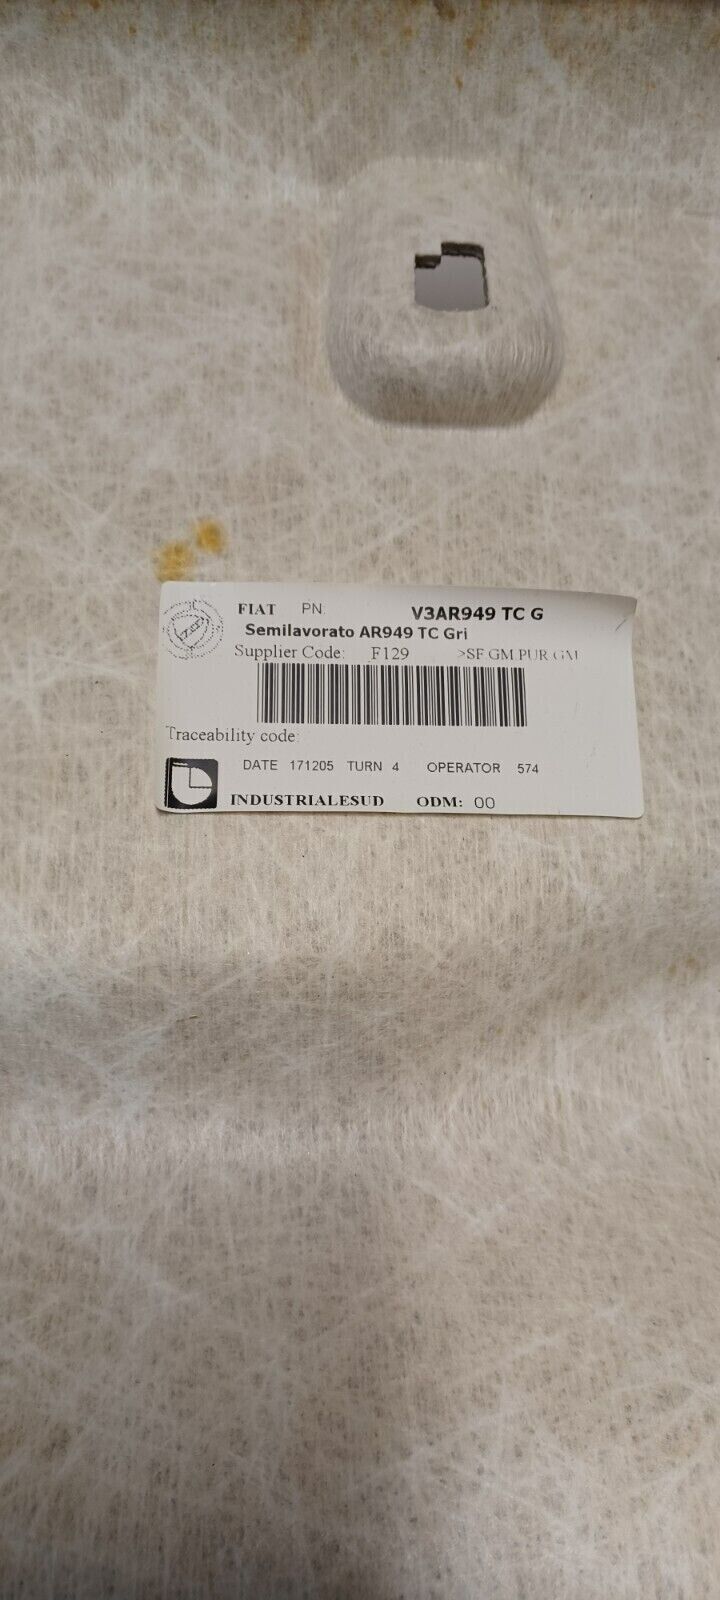 FIAT PN. V3AR949 TC G
Semilavorato AR949 TC Gri
Supplier Code: F129 >SF GM PUR GM
Traceability code:
DATE 171205 TURN 4 OPERATOR 574
INDUSTRIALESUD ODM: 00